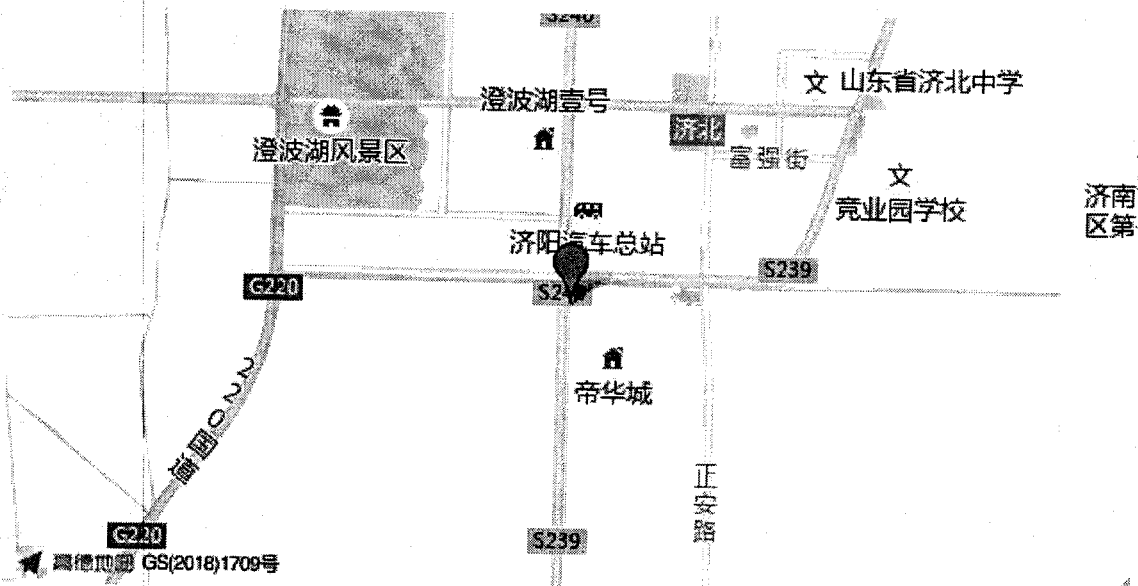 S240
山东省济北中学
澄波湖壹号
济北
澄波湖风景区
富强街
竞业园学校
济南
区第
济阳汽车总站
S239
G220
S24
帝华城
220国道
正安路
G220
S239
高德地图 GS(2018)1709号